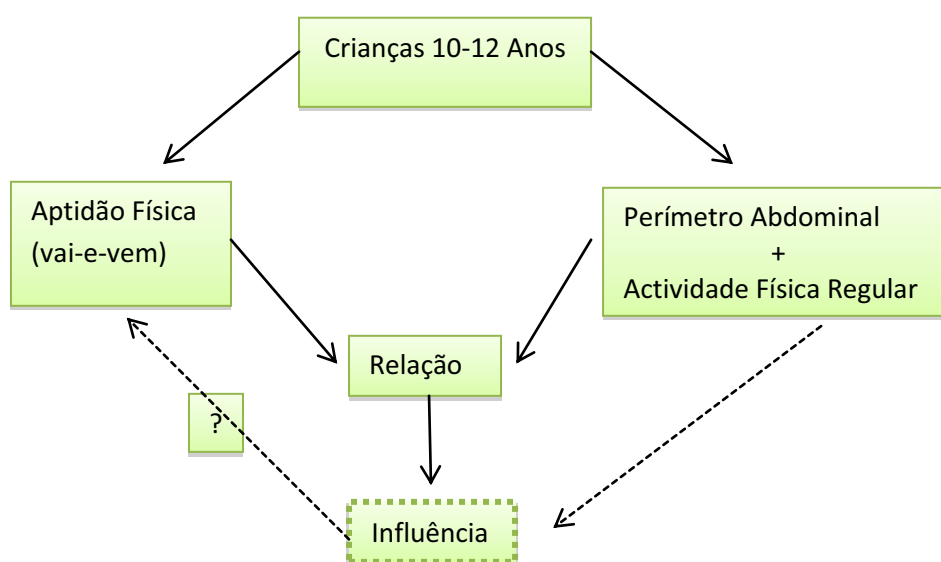 Crianças 10-12 Anos
Aptidão Física
(vai-e-vem)
Perímetro Abdominal
+
Actividade Física Regular
Relação
?
Influência